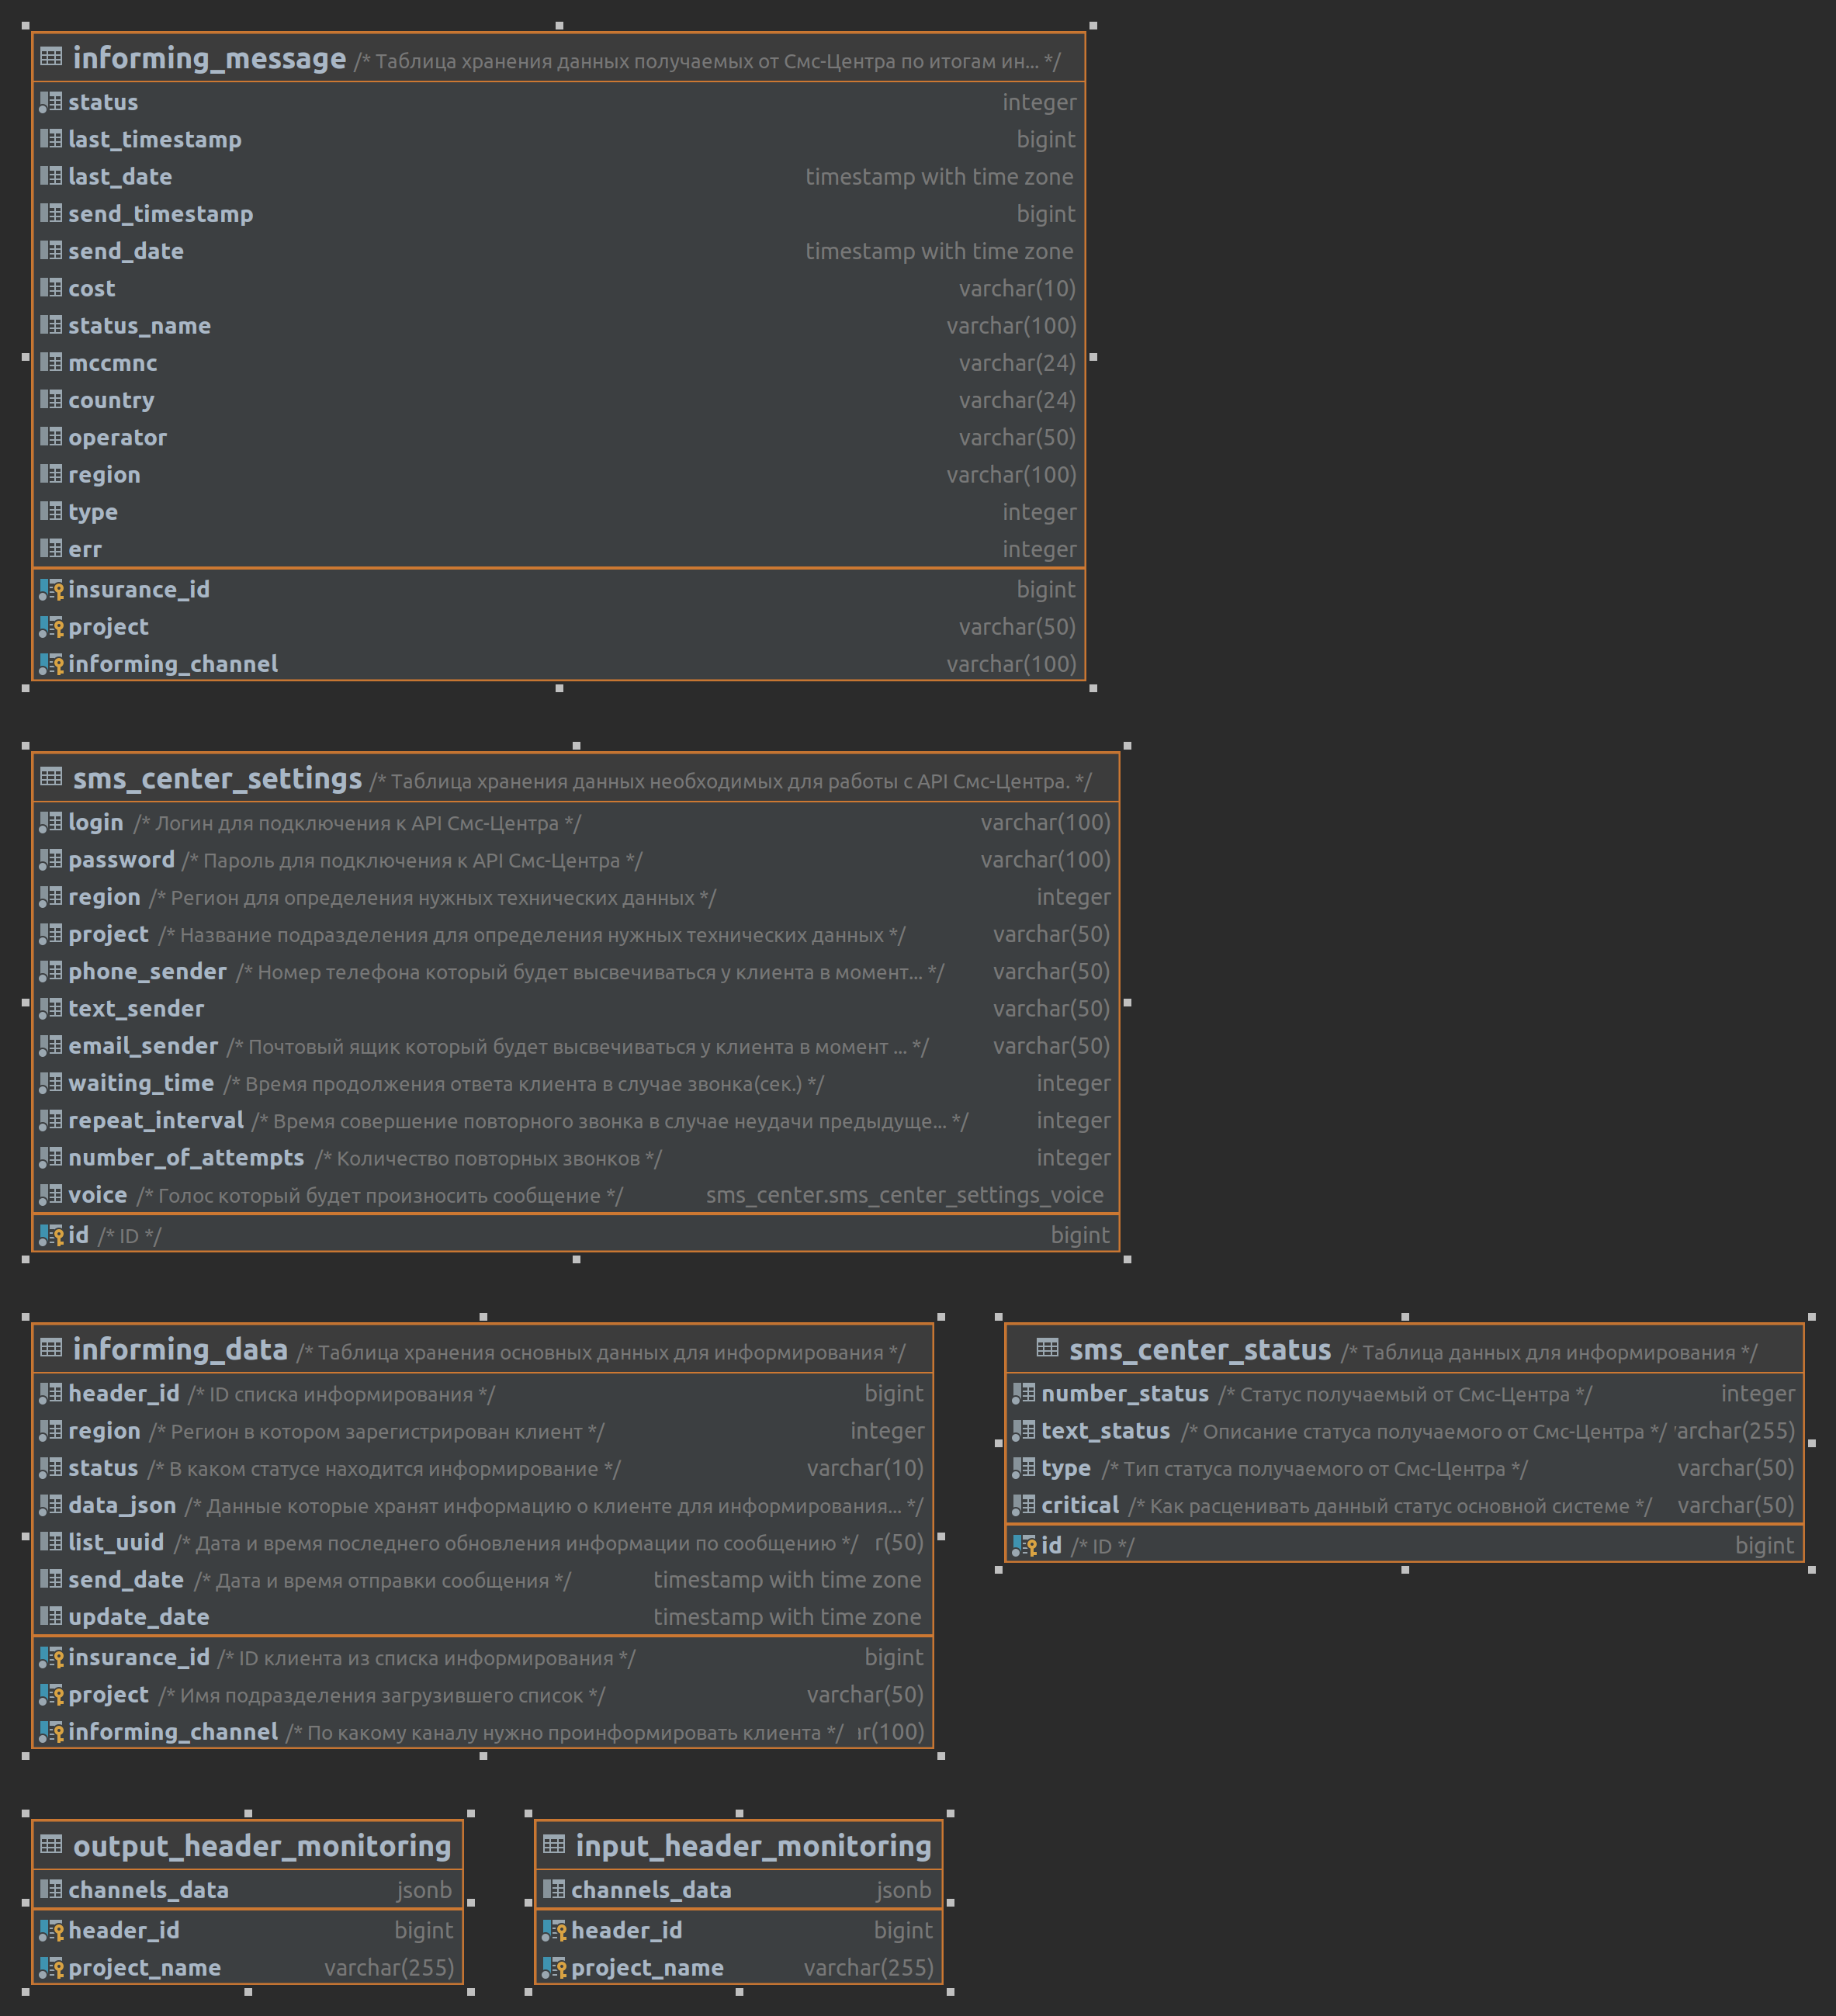 informing_message /* Таблица хранения данных получаемых от Смс-Центра по итогам ин... */
status integer
last_timestamp bigint
last_date timestamp with time zone
send_timestamp bigint
send_date timestamp with time zone
cost varchar(10)
status_name varchar(100)
mccmnc varchar(24)
country varchar(24)
operator varchar(50)
region varchar(100)
type integer
err integer
insurance_id bigint
project varchar(50)
informing_channel varchar(100)
sms_center_settings /* Таблица хранения данных необходимых для работы с API Смс-Центра. */
login /* Логин для подключения к API Смс-Центра */ varchar(100)
password /* Пароль для подключения к API Смс-Центра */ varchar(100)
region /* Регион для определения нужных технических данных */ integer
project /* Название подразделения для определения нужных технических данных */ varchar(50)
phone_sender /* Номер телефона который будет высвечиваться у клиента в момент... */ varchar(50)
text_sender varchar(50)
email_sender /* Почтовый ящик который будет высвечиваться у клиента в момент ... */ varchar(50)
waiting_time /* Время продолжения ответа клиента в случае звонка(сек.) */ integer
repeat_interval /* Время совершение повторного звонка в случае неудачи предыдуще... */ integer
number_of_attempts /* Количество повторных звонков */ integer
voice /* Голос который будет произносить сообщение */ sms_center.sms_center_settings_voice
id /* ID */ bigint
informing_data /* Таблица хранения основных данных для информирования */
header_id /* ID списка информирования */ bigint
region /* Регион в котором зарегистрирован клиент */ integer
status /* В каком статусе находится информирование */ varchar(10)
data_json /* Данные которые хранят информацию о клиенте для информирования... */
list_uuid /* Дата и время последнего обновления информации по сообщению */ r(50)
send_date /* Дата и время отправки сообщения */ timestamp with time zone
update_date timestamp with time zone
insurance_id /* ID клиента из списка информирования */ bigint
project /* Имя подразделения загрузившего список */ varchar(50)
informing_channel /* По какому каналу нужно проинформировать клиента */ r(100)
sms_center_status /* Таблица данных для информирования */
number_status /* Статус получаемый от Смс-Центра */ integer
text_status /* Описание статуса получаемого от Смс-Центра */ archar(255)
type /* Тип статуса получаемого от Смс-Центра */ varchar(50)
critical /* Как расценивать данный статус основной системе */ varchar(50)
id /* ID */ bigint
output_header_monitoring
channels_data jsonb
header_id bigint
project_name varchar(255)
input_header_monitoring
channels_data jsonb
header_id bigint
project_name varchar(255)